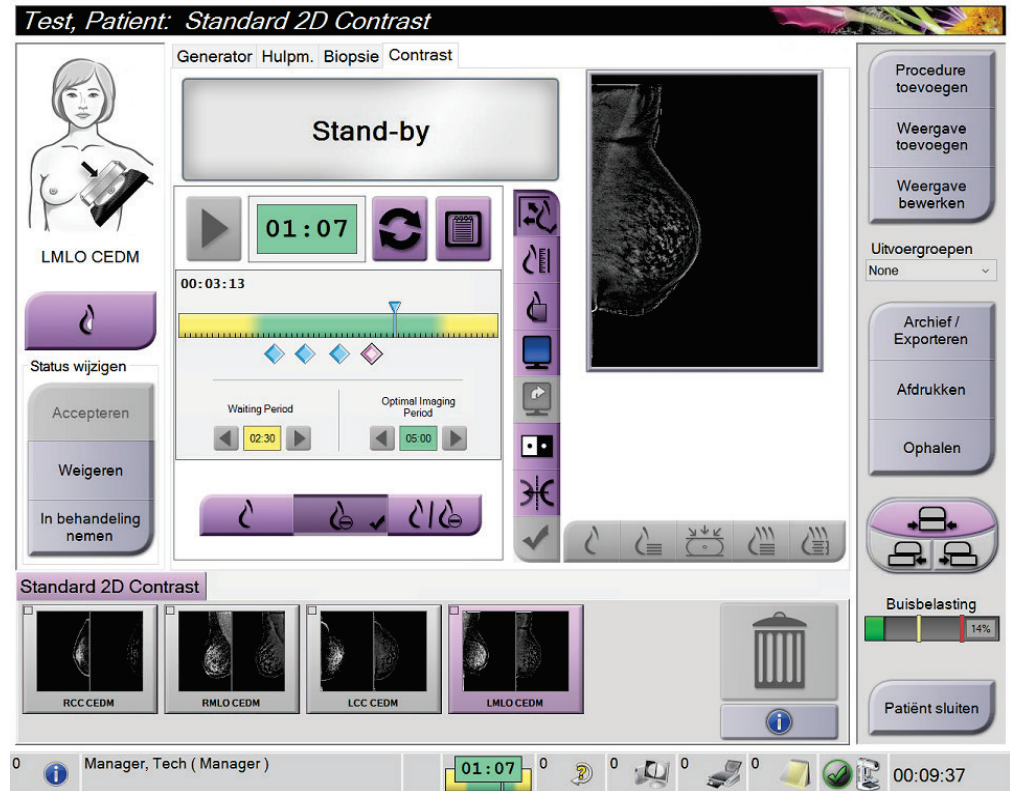 Test, Patient: Standard 2D Contrast
Generator Hulpm. Biopsie Contrast
Stand-by
LMLO CEDM
01:07
00:03:13
Waiting Period
Optimal Imaging
Period
02:30
05:00
Status wijzigen
Accepteren
Weigeren
In behandeling
nemen
Procedure
toevoegen
Weergave
toevoegen
Weergave
bewerken
Uitvoergroepen
None
Archief /
Exporteren
Afdrukken
Ophalen
Buisbelasting
14%
Patiënt sluiten
Standard 2D Contrast
RCC CEDM
RMLO CEDM
LCC CEDM
LMLO CEDM
0
Manager, Tech ( Manager )
01:07
0
0
0
0
00:09:37